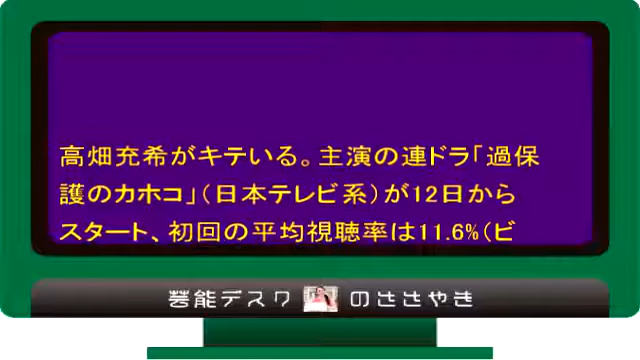 高畑充希がキテいる。主演の連ドラ「過保
護のカホコ」（日本テレビ系）が12日から
スタート、初回の平均視聴率は11.6%（ビ
芸能デスクのささやき